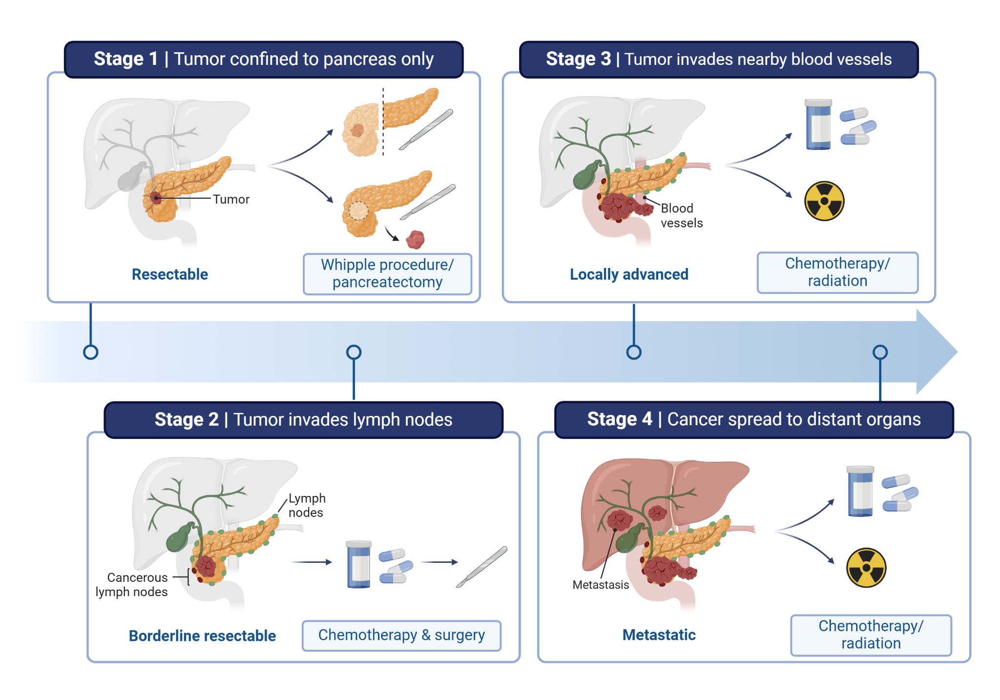 Stage 1 | Tumor confined to pancreas only
Tumor
Resectable
Whipple procedure/
pancreatectomy
Stage 2 | Tumor invades lymph nodes
Lymph
nodes
Cancerous
lymph nodes
Borderline resectable
Chemotherapy & surgery
Stage 3 | Tumor invades nearby blood vessels
Blood
vessels
Locally advanced
Chemotherapy/
radiation
Stage 4 | Cancer spread to distant organs
Metastasis
Metastatic
Chemotherapy/
radiation